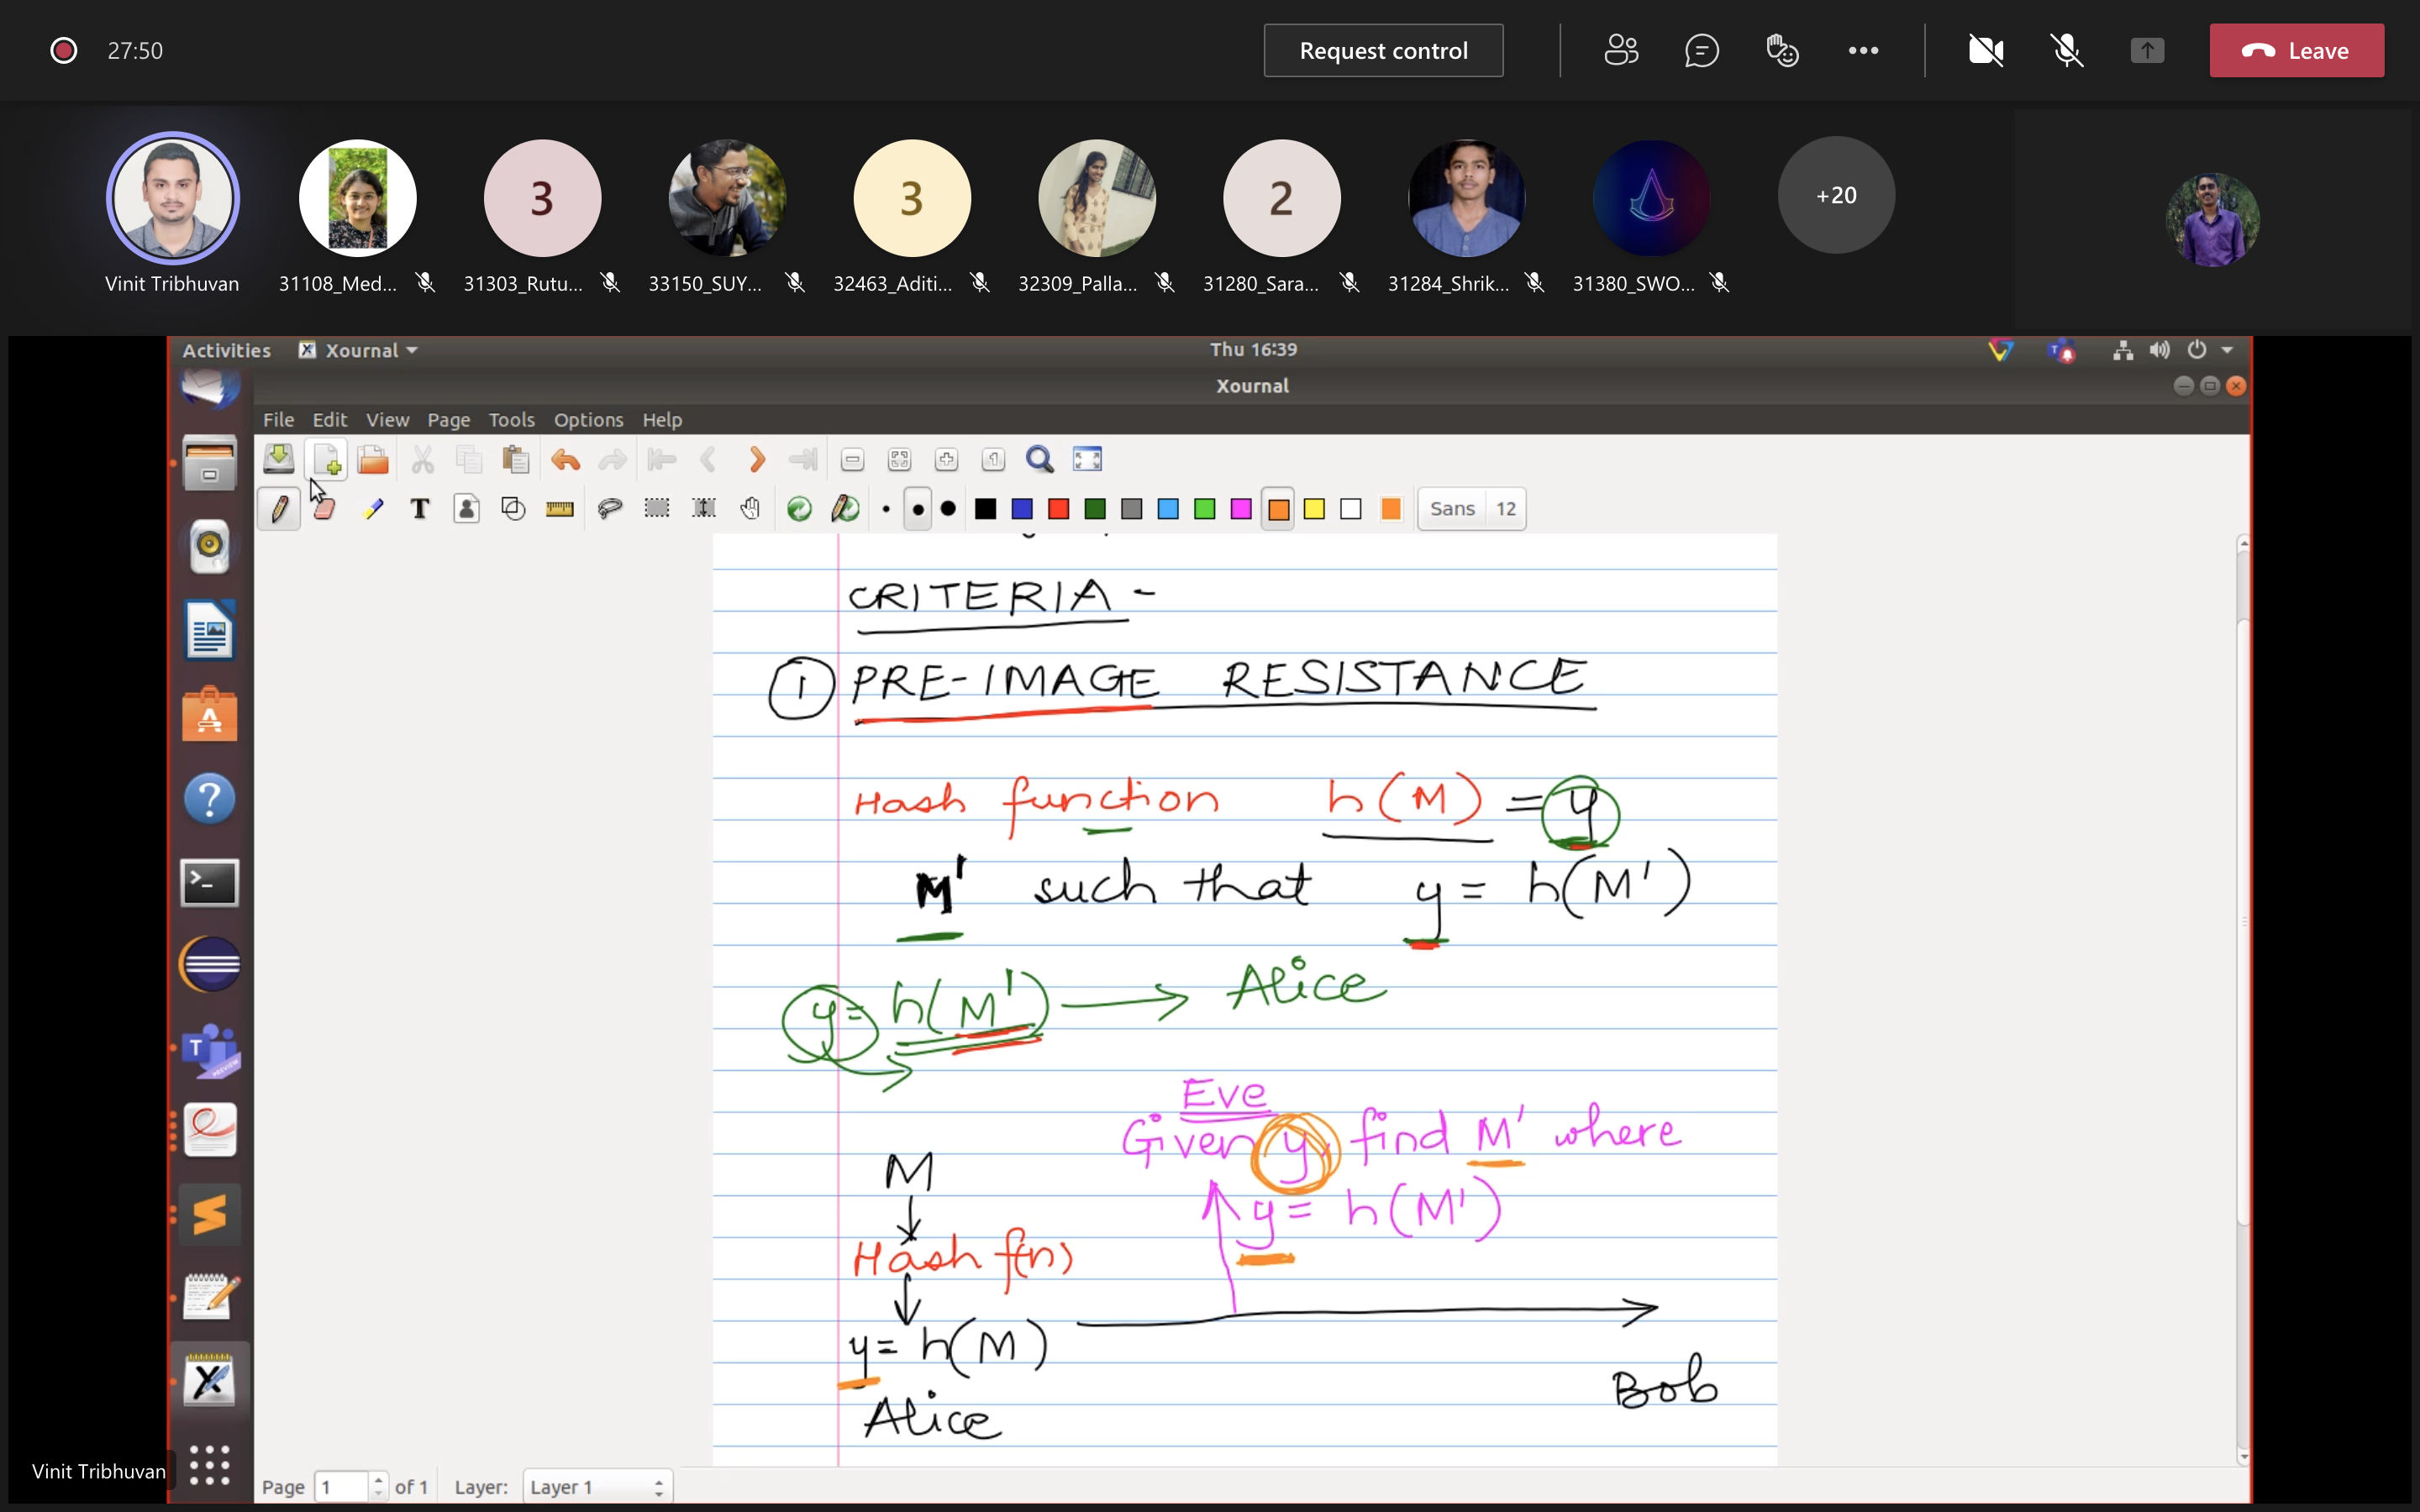 27:50
Request control
Leave
3
3
2
+20
Vinit Tribhuvan
31108_Med...
31303_Rutu...
33150_SUY...
32463_Aditi...
32309_Palla...
31280_Sara...
31284_Shrik...
31380_SWO...
Activities Xournal
Thu 16:39
Xournal
File Edit View Page Tools Options Help
T
Sans 12
CRITERIA -
① PRE-IMAGE RESISTANCE
Hash function h(M) = y
M' such that y = h(M')
y = h(M') → Alice
Eve
Given y, find M' where
y = h(M')
M
↓
Hash f(n)
↓
y = h(M)
Alice
Bob
Vinit Tribhuvan
Page 1 of 1 Layer: Layer 1